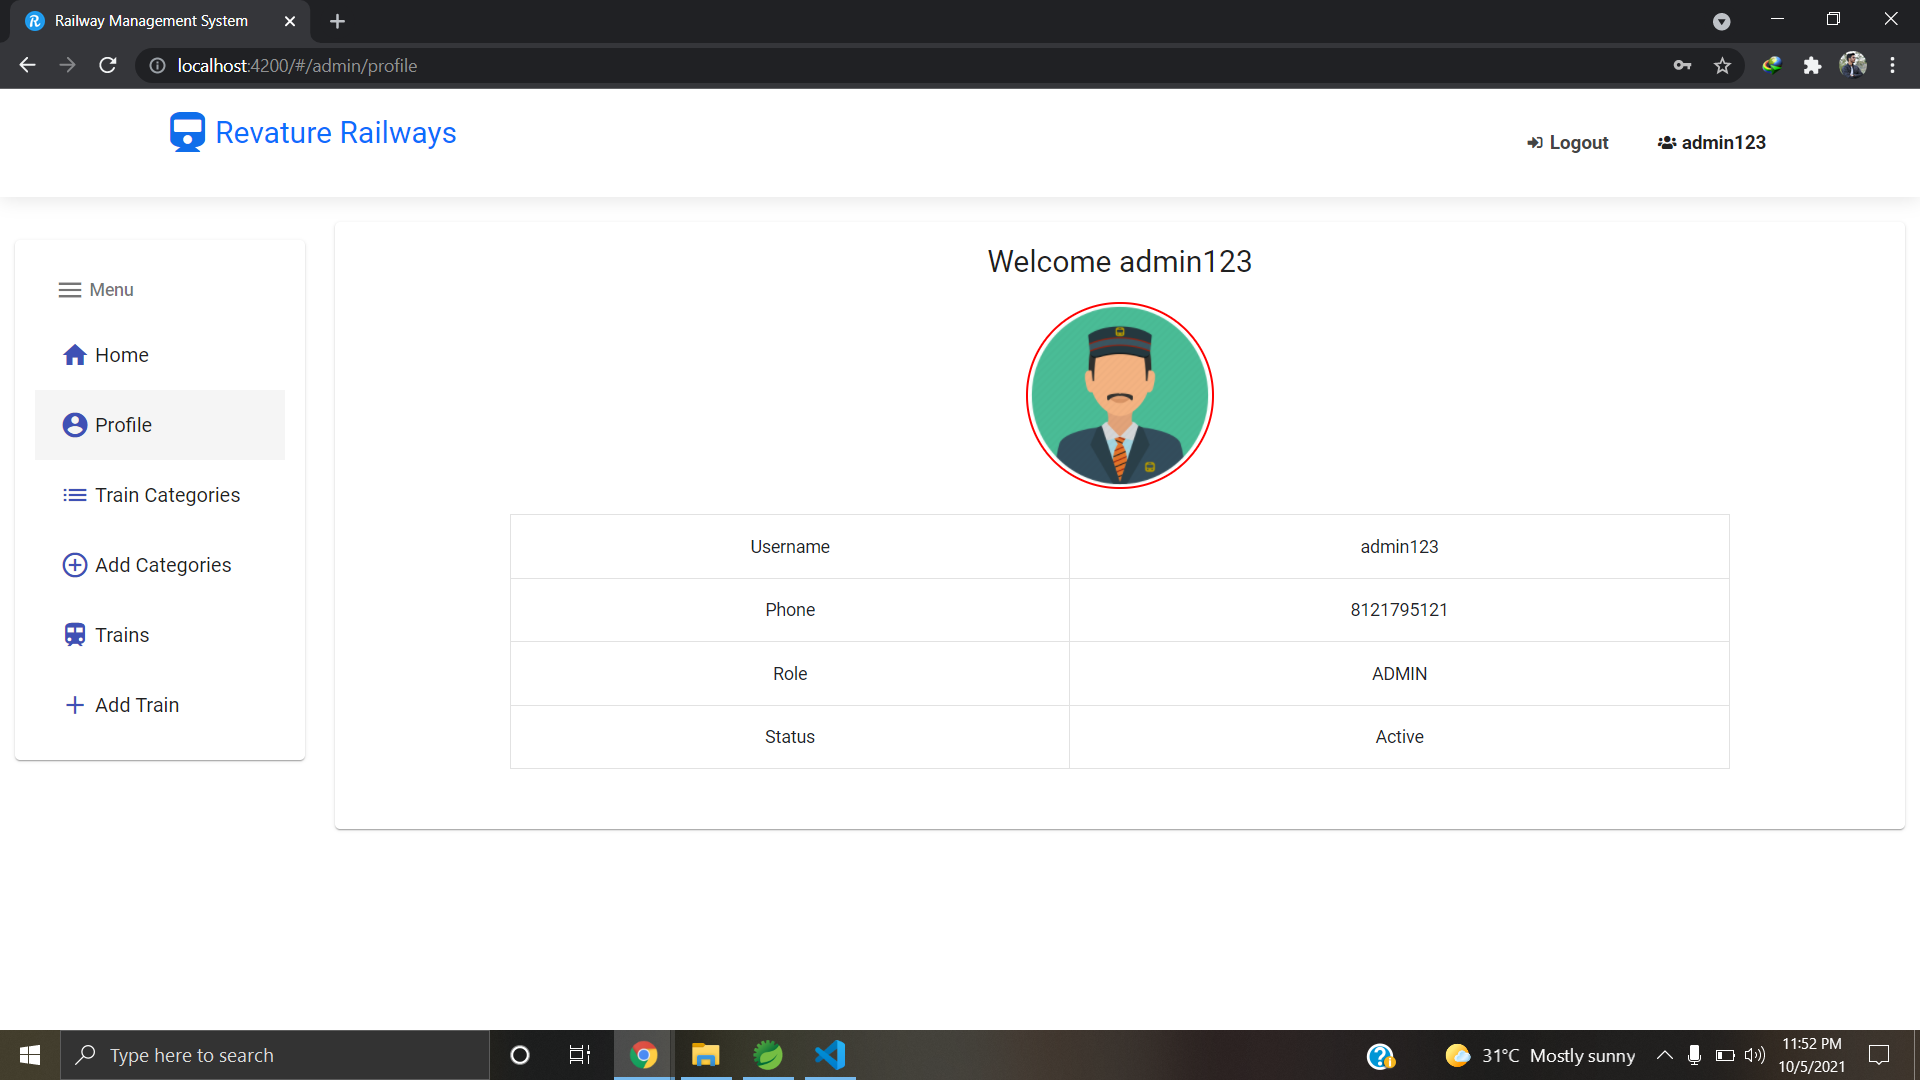 Railway Management System
localhost:4200/#/admin/profile
Revature Railways
Logout
admin123
Menu
Home
Profile
Train Categories
Add Categories
Trains
Add Train
Welcome admin123
Username admin123
Phone 8121795121
Role ADMIN
Status Active
Type here to search
31°C Mostly sunny
11:52 PM
10/5/2021